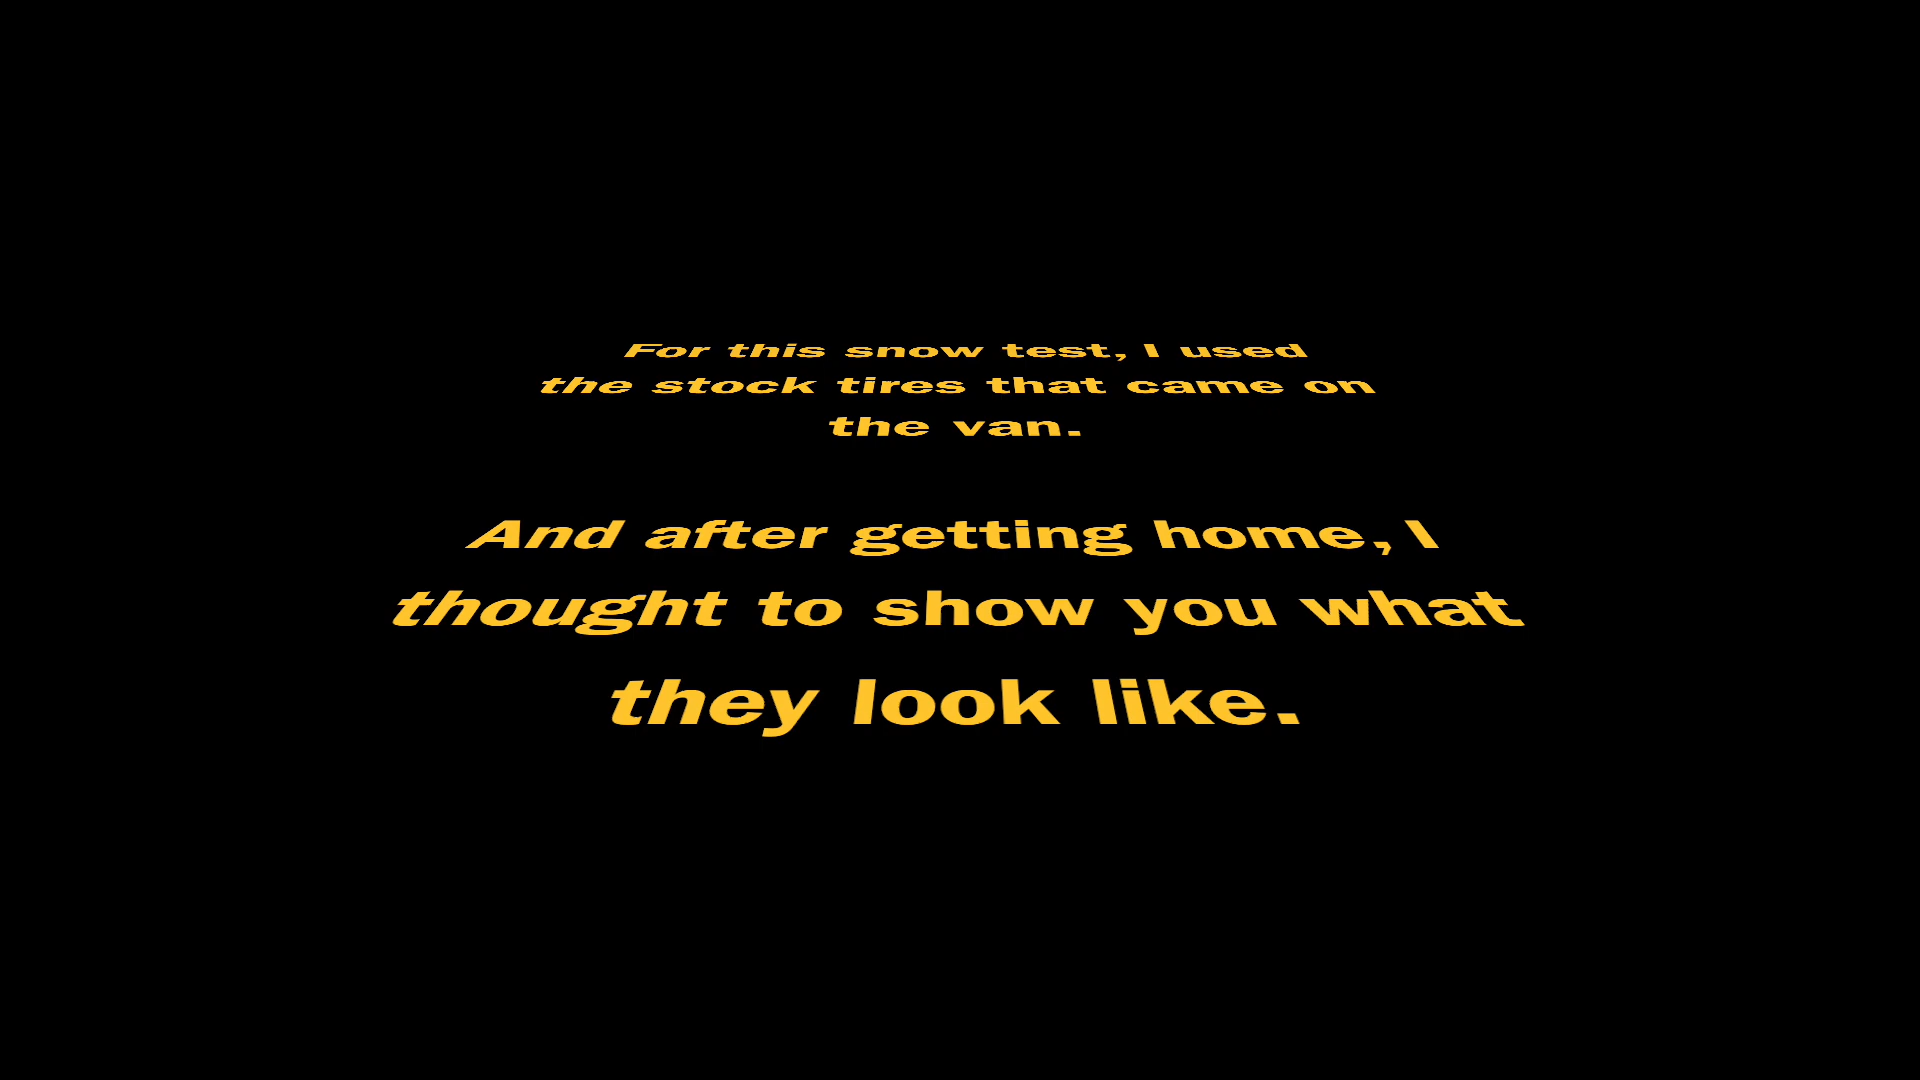 For this snow test, I used
the stock tires that came on
the van.
And after getting home, I
thought to show you what
they look like.